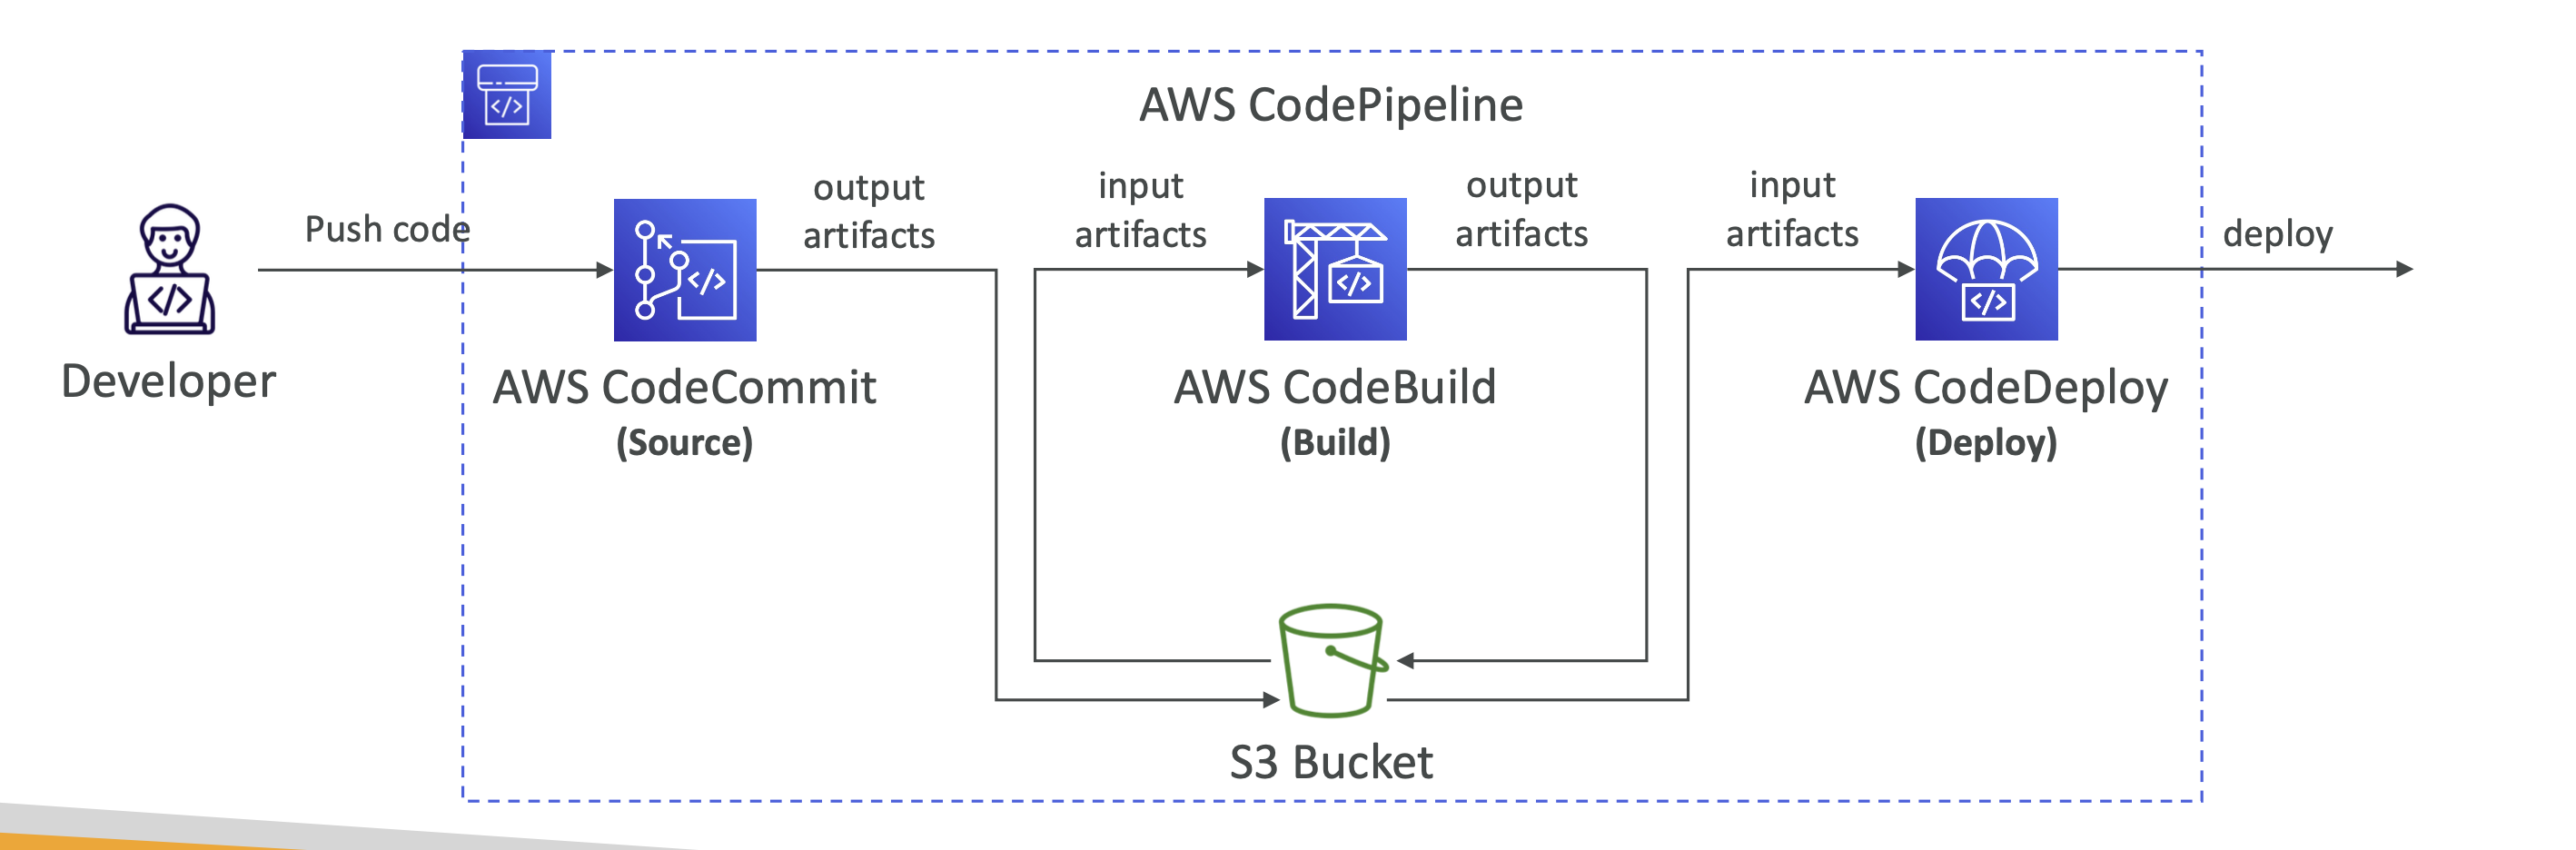 AWS CodePipeline
Push code
output
artifacts
input
artifacts
output
artifacts
input
artifacts
deploy
</>
</>
</>
</>
</>
Developer
AWS CodeCommit
(Source)
AWS CodeBuild
(Build)
AWS CodeDeploy
(Deploy)
S3 Bucket